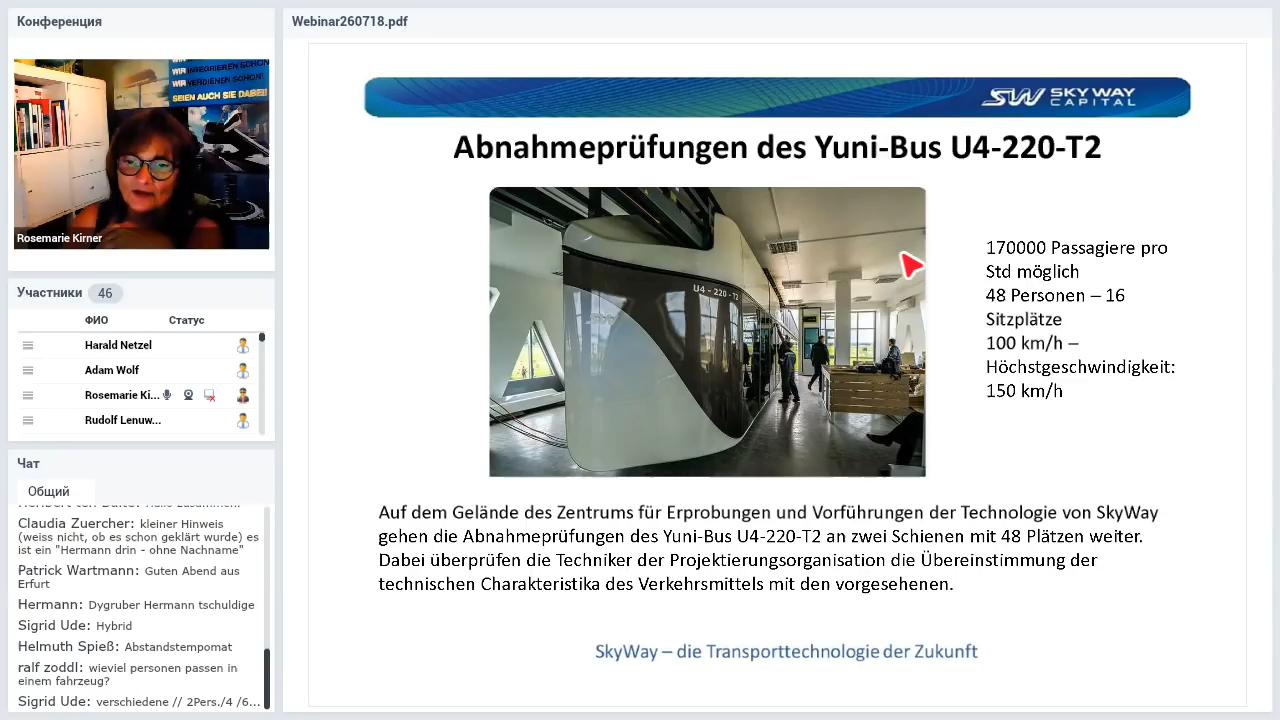 Конференция
WIR INTEGRIEREN SCHON!
WIR VERDIENEN SCHON!
SEIEN AUCH SIE DABEI!!
Rosemarie Kirner
Участники 46
ФИО Статус
Harald Netzel
Adam Wolf
Rosemarie Ki...
Rudolf Lenuw...
Чат
Общий
Claudia Zuercher: kleiner Hinweis
(weiss nicht, ob es schon geklärt wurde) es
ist ein "Hermann drin - ohne Nachname"
Patrick Wartmann: Guten Abend aus
Erfurt
Hermann: Dygruber Hermann tschuldige
Sigrid Ude: Hybrid
Helmuth Spieß: Abstandstempomat
ralf zoddl: wieviel personen passen in
einem fahrzeug?
Sigrid Ude: verschiedene // 2Pers./4 /6...
Webinar260718.pdf
SW SKY WAY
CAPITAL
Abnahmeprüfungen des Yuni-Bus U4-220-T2
U4 - 220 - T2
170000 Passagiere pro
Std möglich
48 Personen – 16
Sitzplätze
100 km/h –
Höchstgeschwindigkeit:
150 km/h
Auf dem Gelände des Zentrums für Erprobungen und Vorführungen der Technologie von SkyWay
gehen die Abnahmeprüfungen des Yuni-Bus U4-220-T2 an zwei Schienen mit 48 Plätzen weiter.
Dabei überprüfen die Techniker der Projektierungsorganisation die Übereinstimmung der
technischen Charakteristika des Verkehrsmittels mit den vorgesehenen.
SkyWay – die Transporttechnologie der Zukunft